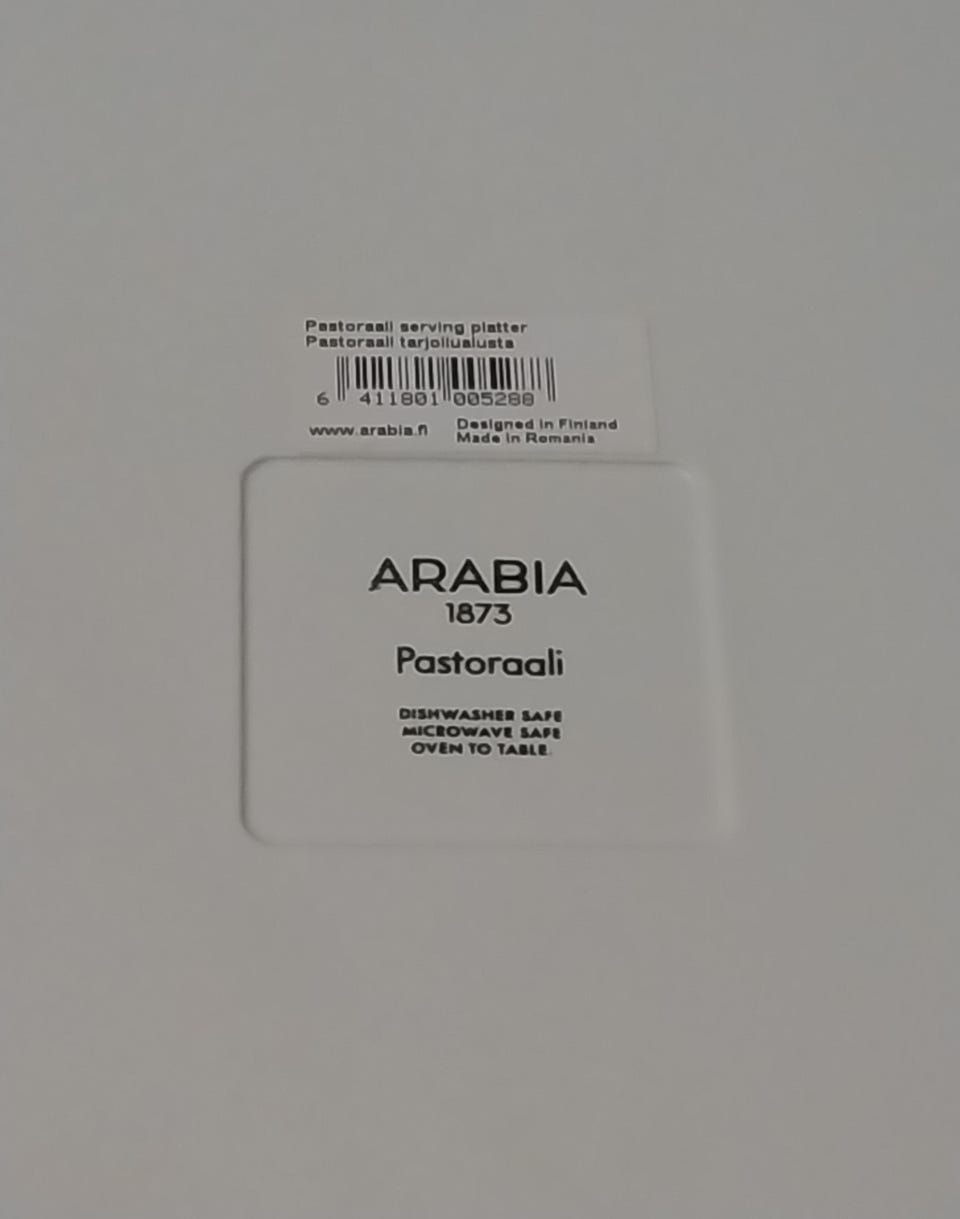 Pastoraali serving platter
Pastoraali tarjoilualusta
6 411801 005288
www.arabia.fi
Designed in Finland
Made in Romania
ARABIA
1873
Pastoraali
DISHWASHER SAFE
MICROWAVE SAFE
OVEN TO TABLE